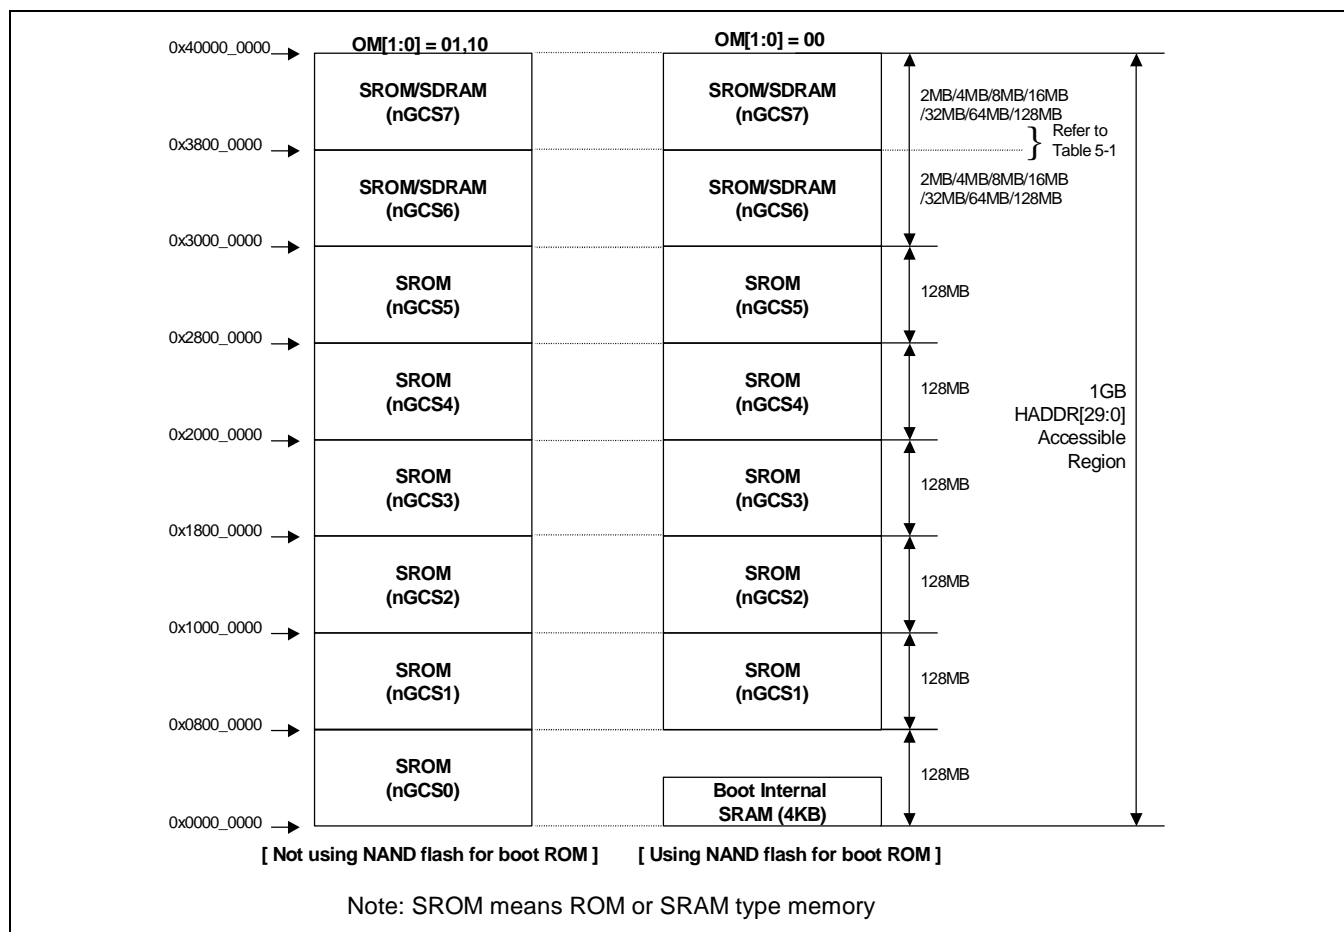 OM[1:0] = 01,10
OM[1:0] = 00
0x40000_0000
SROM/SDRAM
(nGCS7)
SROM/SDRAM
(nGCS7)
2MB/4MB/8MB/16MB
/32MB/64MB/128MB
Refer to
Table 5-1
0x3800_0000
SROM/SDRAM
(nGCS6)
SROM/SDRAM
(nGCS6)
2MB/4MB/8MB/16MB
/32MB/64MB/128MB
0x3000_0000
SROM
(nGCS5)
SROM
(nGCS5)
128MB
0x2800_0000
SROM
(nGCS4)
SROM
(nGCS4)
128MB
1GB
HADDR[29:0]
Accessible
Region
0x2000_0000
SROM
(nGCS3)
SROM
(nGCS3)
128MB
0x1800_0000
SROM
(nGCS2)
SROM
(nGCS2)
128MB
0x1000_0000
SROM
(nGCS1)
SROM
(nGCS1)
128MB
0x0800_0000
SROM
(nGCS0)
Boot Internal
SRAM (4KB)
128MB
0x0000_0000
[ Not using NAND flash for boot ROM ]
[ Using NAND flash for boot ROM ]
Note: SROM means ROM or SRAM type memory